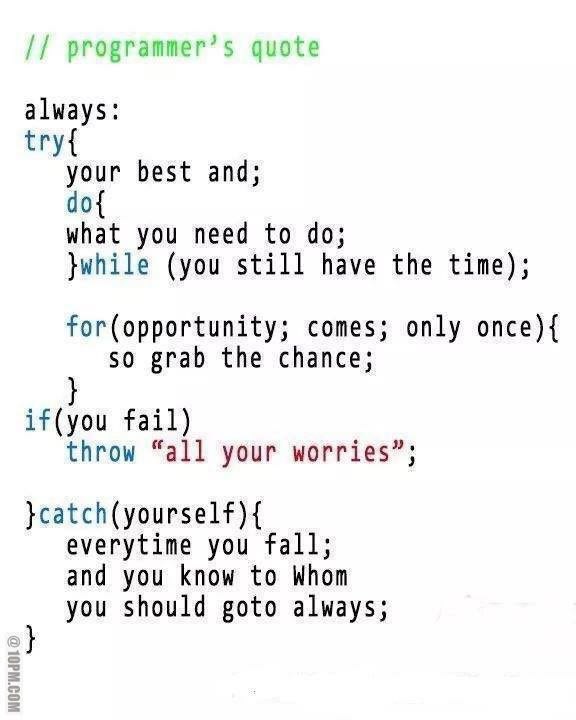 // programmer's quote
always:
try{
your best and;
do{
what you need to do;
}while (you still have the time);
for(opportunity; comes; only once){
so grab the chance;
}
if(you fail)
throw “all your worries”;
}catch(yourself){
everytime you fall;
and you know to Whom
you should goto always;
}
@10PM.COM